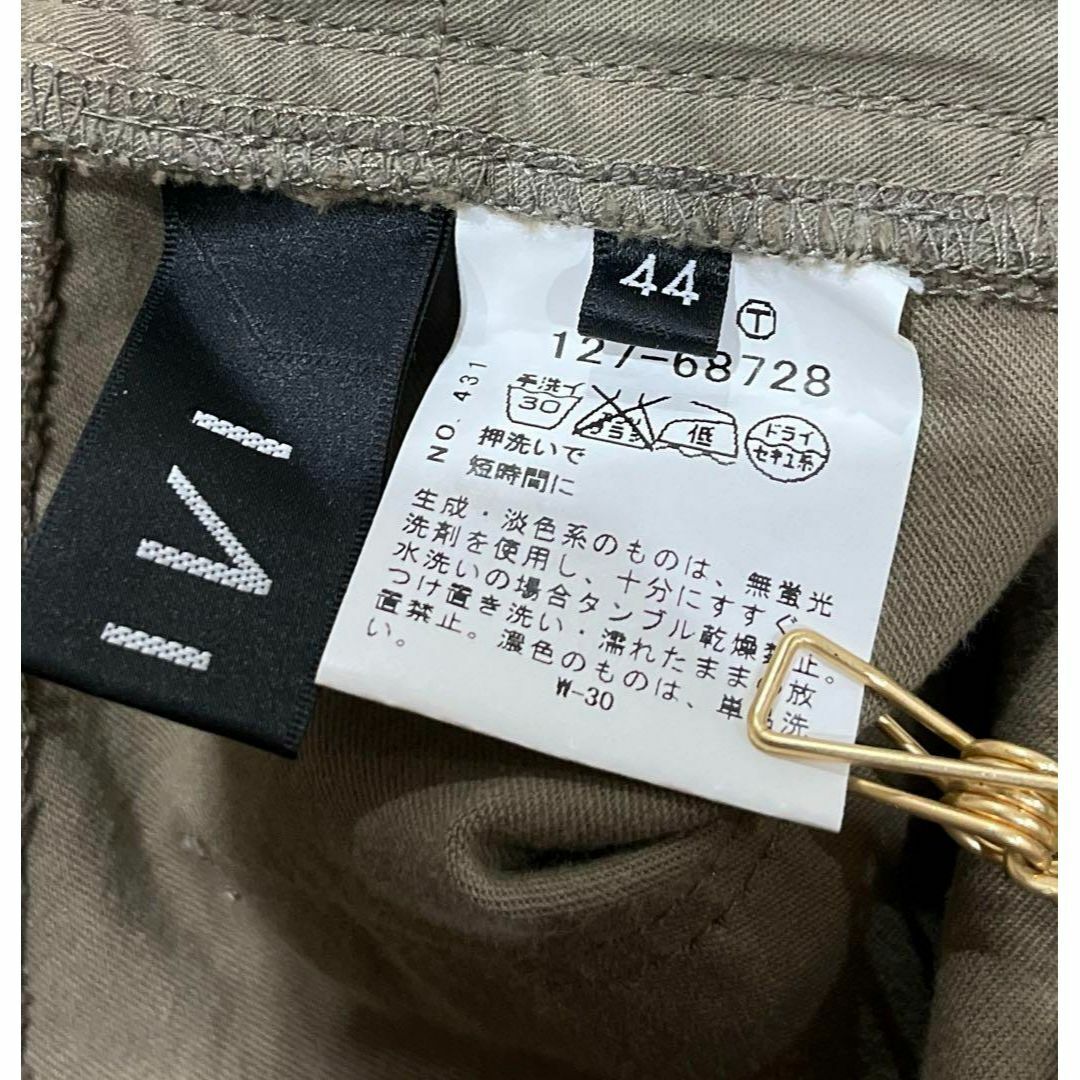 IVI
44
T
127-68728
NO. 431
手洗イ
30
低
ドライ
セキユ系
押洗いで
短時間に
生成・淡色系のものは、無蛍光
洗剤を使用し、十分にすすぐ
水洗いの場合タンブル乾燥禁止。
つけ置き洗い・濡れたままの放
置禁止。濃色のものは、単洗
い。
W-30